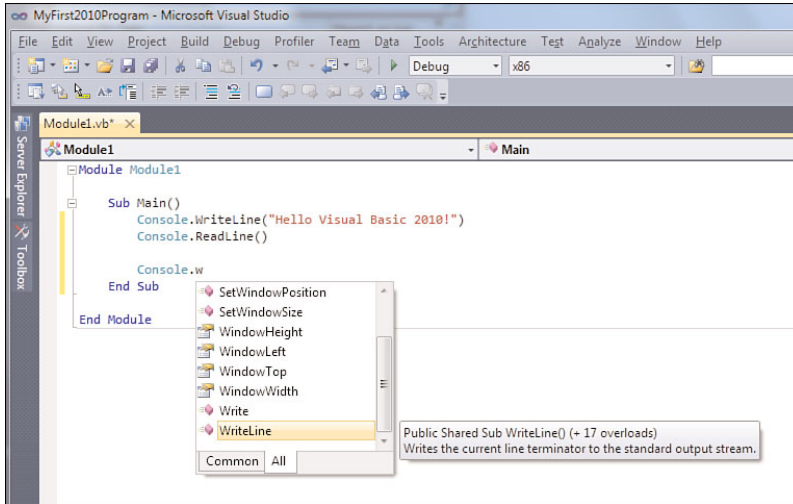 MyFirst2010Program - Microsoft Visual Studio
File Edit View Project Build Debug Profiler Team Data Tools Architecture Test Analyze Window Help
Debug x86
Server Explorer
Toolbox
Module1.vb*
Module1 Main
Module Module1
Sub Main()
Console.WriteLine("Hello Visual Basic 2010!")
Console.ReadLine()
Console.w
End Sub
End Module
SetWindowPosition
SetWindowSize
WindowHeight
WindowLeft
WindowTop
WindowWidth
Write
WriteLine
Common All
Public Shared Sub WriteLine() (+ 17 overloads)
Writes the current line terminator to the standard output stream.